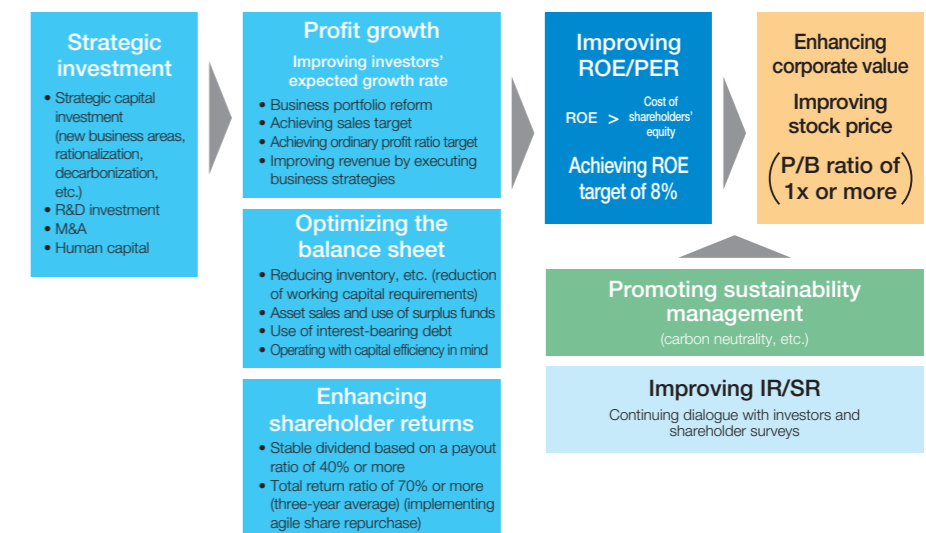 Strategic
investment
• Strategic capital
investment
(new business areas,
rationalization,
decarbonization,
etc.)
• R&D investment
• M&A
• Human capital
Profit growth
Improving investors'
expected growth rate
• Business portfolio reform
• Achieving sales target
• Achieving ordinary profit ratio target
• Improving revenue by executing
business strategies
Optimizing the
balance sheet
• Reducing inventory, etc. (reduction
of working capital requirements)
• Asset sales and use of surplus funds
• Use of interest-bearing debt
• Operating with capital efficiency in mind
Enhancing
shareholder returns
• Stable dividend based on a payout
ratio of 40% or more
• Total return ratio of 70% or more
(three-year average) (implementing
agile share repurchase)
Improving
ROE/PER
ROE > Cost of
shareholders'
equity
Achieving ROE
target of 8%
Enhancing
corporate value
Improving
stock price
(P/B ratio of
1x or more)
Promoting sustainability
management
(carbon neutrality, etc.)
Improving IR/SR
Continuing dialogue with investors and
shareholder surveys